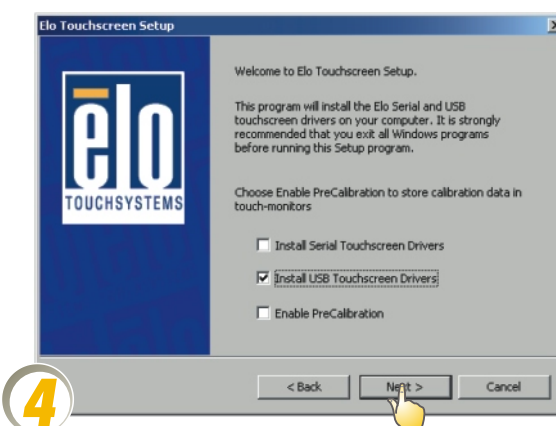 Elo Touchscreen Setup
elo
TOUCHSYSTEMS
Welcome to Elo Touchscreen Setup.
This program will install the Elo Serial and USB
touchscreen drivers on your computer. It is strongly
recommended that you exit all Windows programs
before running this Setup program.
Choose Enable PreCalibration to store calibration data in
touch-monitors
Install Serial Touchscreen Drivers
Install USB Touchscreen Drivers
Enable PreCalibration
< Back
Next >
Cancel
4